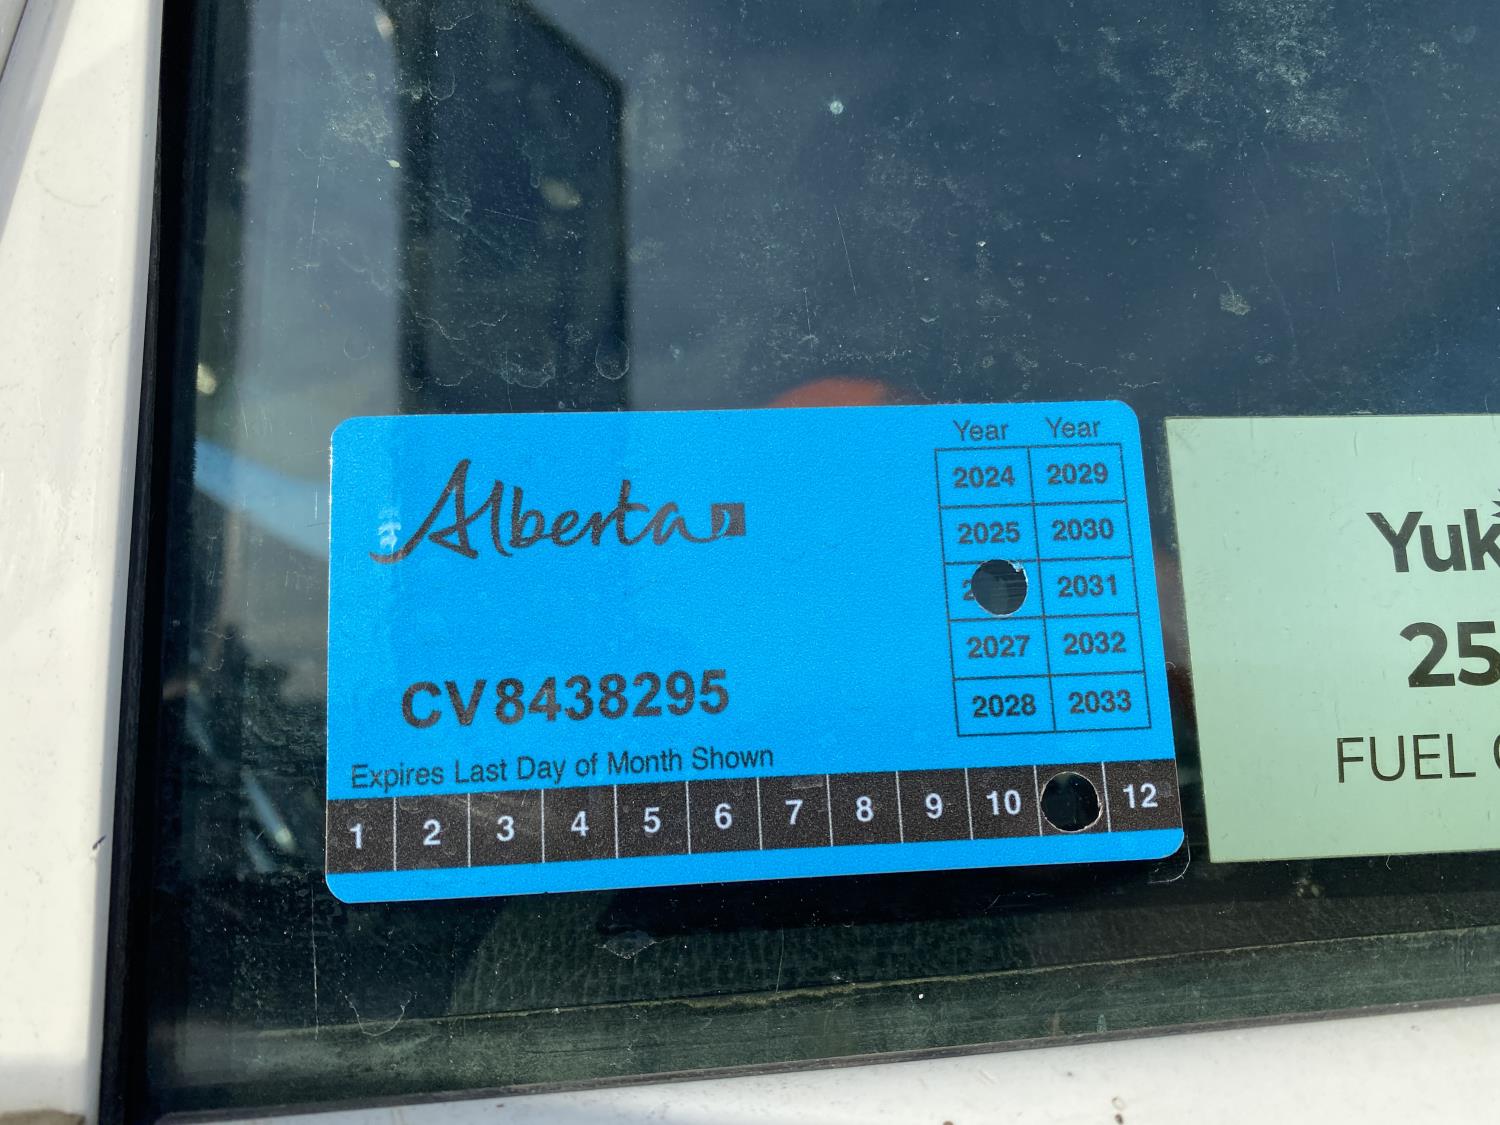 Alberta
CV8438295
Expires Last Day of Month Shown
Year Year
2024 2029
2025 2030
2031
2027 2032
2028 2033
1 2 3 4 5 6 7 8 9 10 12
Yuk
25
FUEL